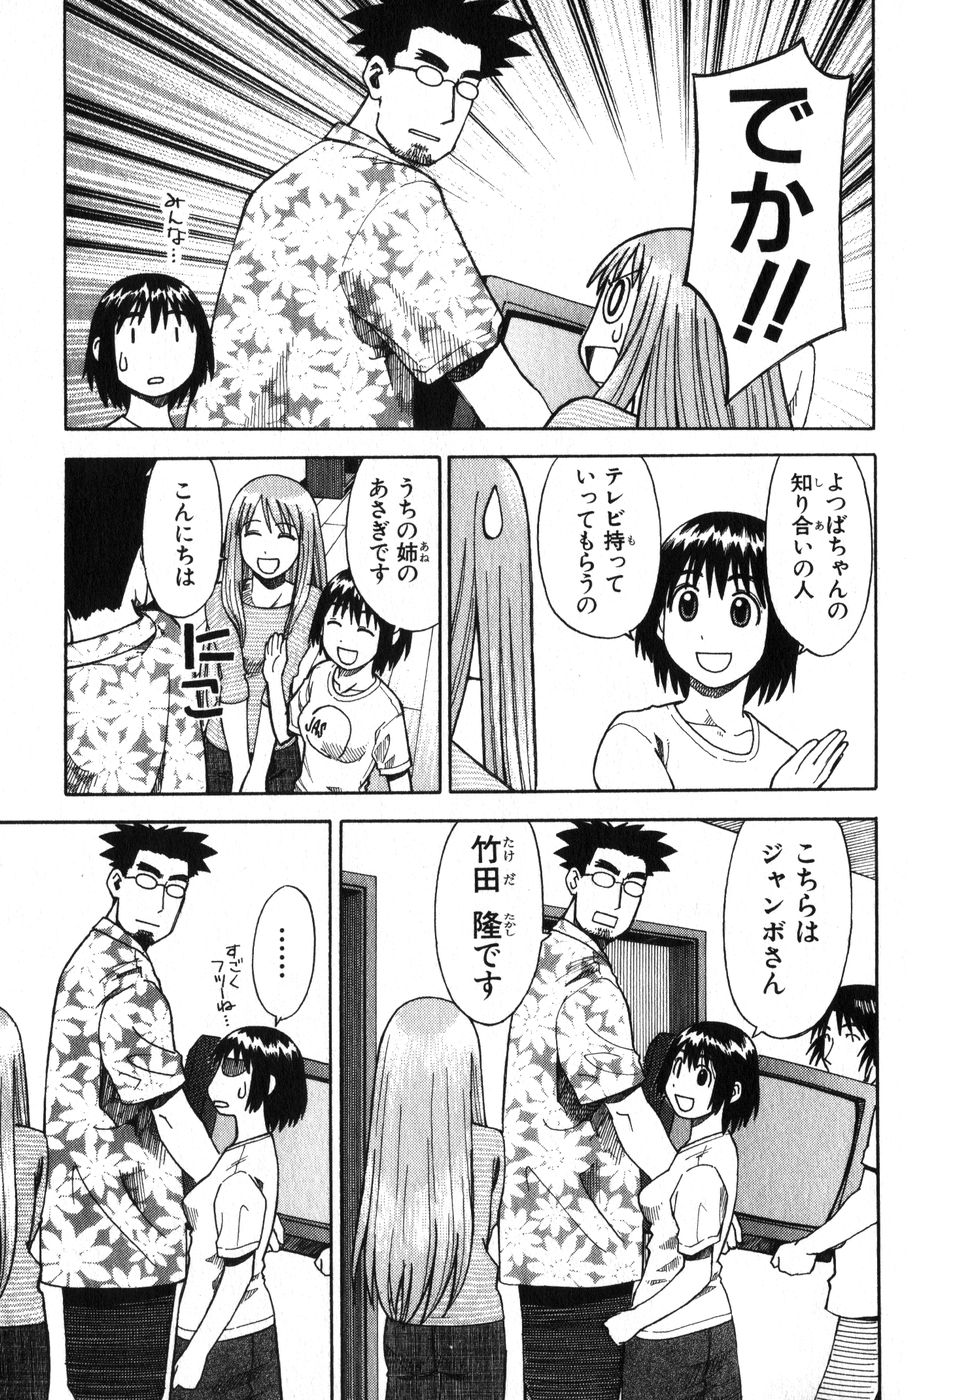 でか!!
みんな…
よつばちゃんの
知り合いの人
テレビ持って
いってもらうの
うちの姉の
あさぎです
こんにちは
にこ
JAS
こちらは
ジャンボさん
竹田 隆です
……
すごく
フツーね…